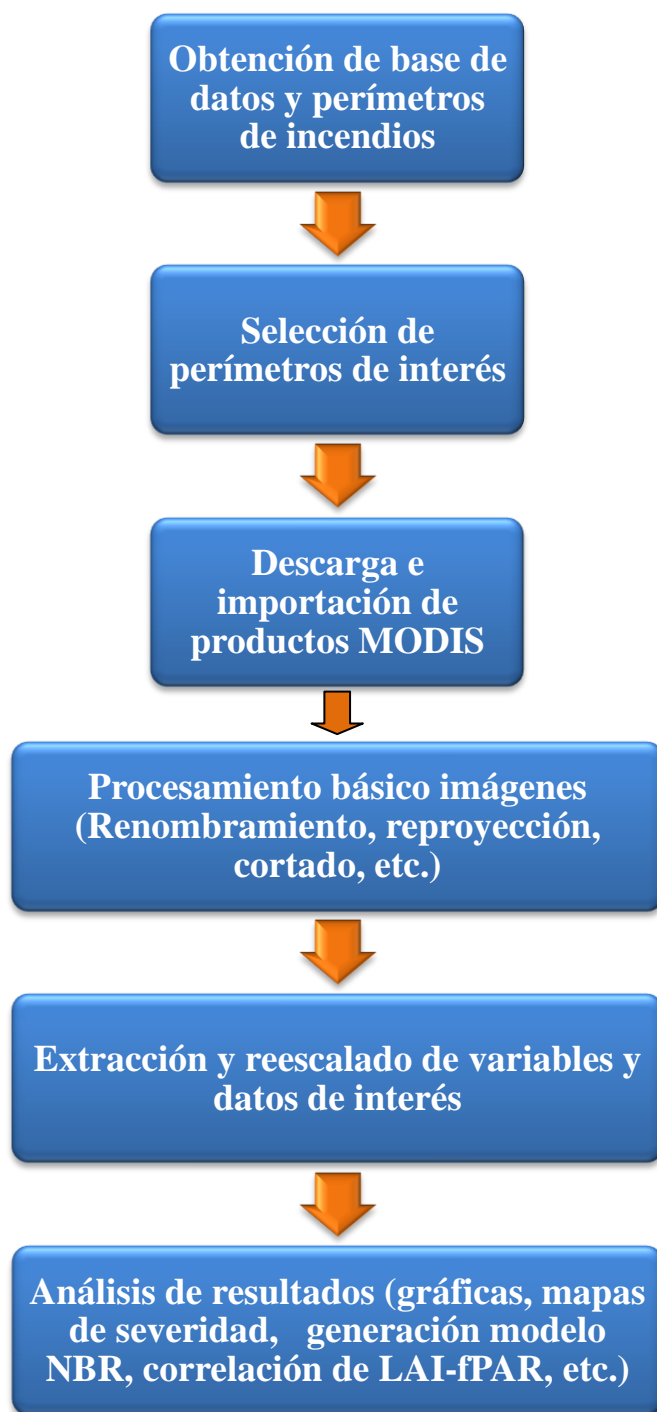 Obtención de base de
datos y perímetros
de incendios
Selección de
perímetros de interés
Descarga e
importación de
productos MODIS
Procesamiento básico imágenes
(Renombramiento, reproyección,
cortado, etc.)
Extracción y reescalado de variables y
datos de interés
Análisis de resultados (gráficas, mapas
de severidad, generación modelo
NBR, correlación de LAI-fPAR, etc.)